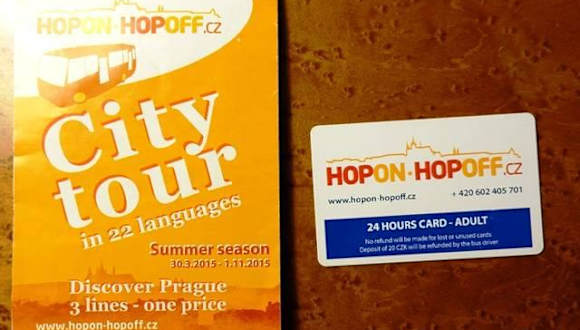 HOPON·HOPOFF.CZ
City
tour
in 22 languages
Summer season
30.3.2015 - 1.11.2015
Discover Prague
3 lines - one price
www.hopon-hopoff.cz
HOPON·HOPOFF.CZ
www.hopon-hopoff.cz + 420 602 405 701
24 HOURS CARD - ADULT
No refund will be made for lost or unused cards
Deposit of 20 CZK will be refunded by the bus driver